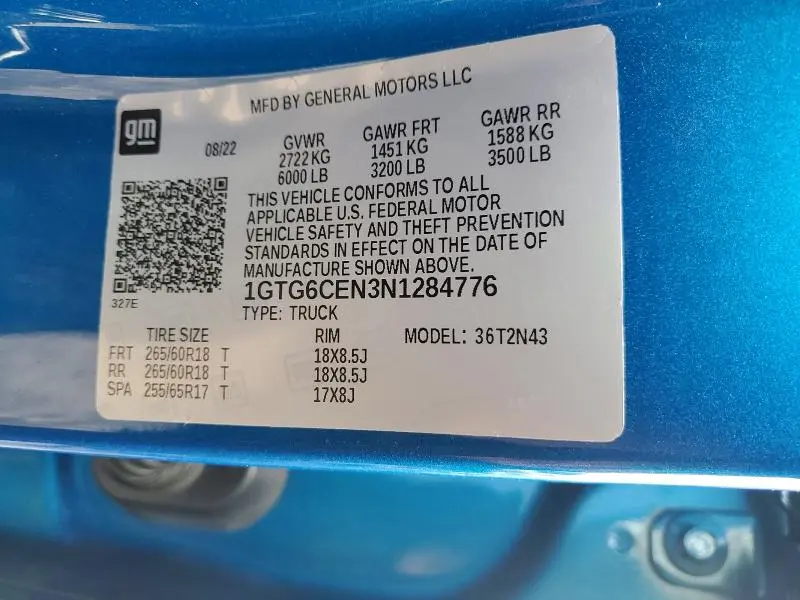 MFD BY GENERAL MOTORS LLC
gm
08/22 GVWR GAWR FRT GAWR RR
2722 KG 1451 KG 1588 KG
6000 LB 3200 LB 3500 LB
THIS VEHICLE CONFORMS TO ALL
APPLICABLE U.S. FEDERAL MOTOR
VEHICLE SAFETY AND THEFT PREVENTION
STANDARDS IN EFFECT ON THE DATE OF
MANUFACTURE SHOWN ABOVE.
327E
1GTG6CEN3N1284776
TYPE: TRUCK
TIRE SIZE RIM MODEL: 36T2N43
FRT 265/60R18 T 18X8.5J
RR 265/60R18 T 18X8.5J
SPA 255/65R17 T 17X8J